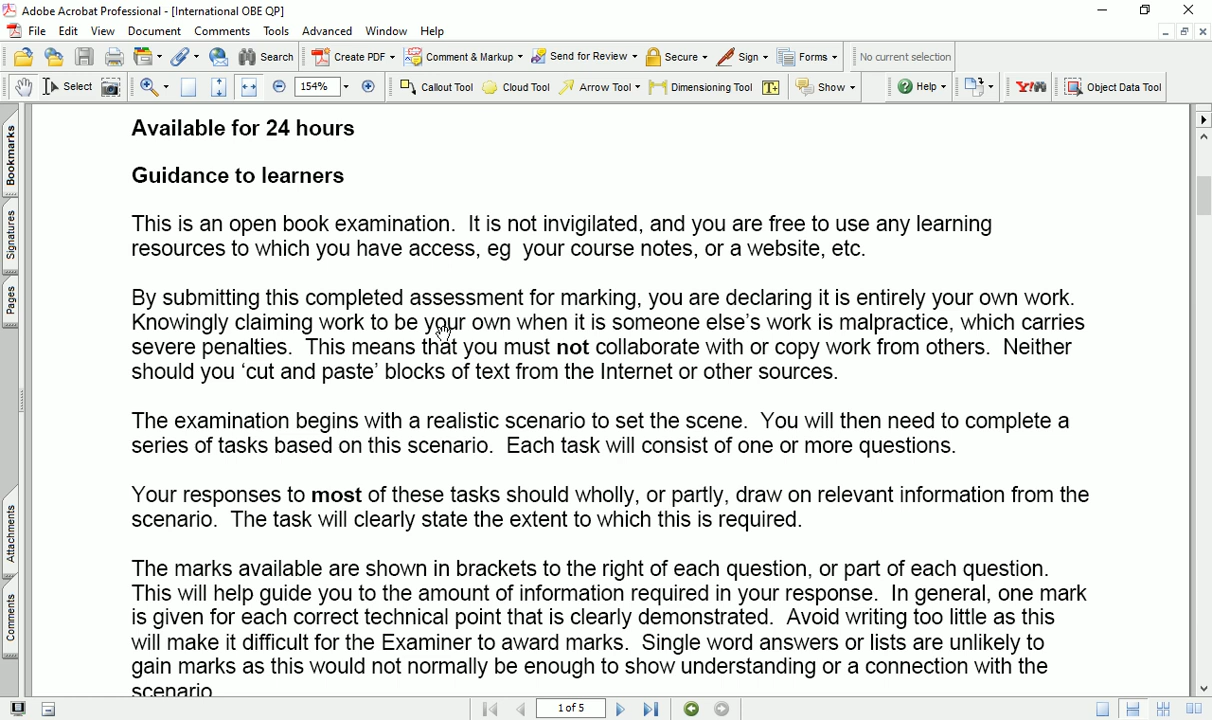 Adobe Acrobat Professional - [International OBE QP]
File Edit View Document Comments Tools Advanced Window Help
Search Create PDF Comment & Markup Send for Review Secure Sign Forms No current selection
Select 154% Callout Tool Cloud Tool Arrow Tool Dimensioning Tool T Show Help Y! Object Data Tool
Bookmarks
Signatures
Pages
Attachments
Comments
Available for 24 hours
Guidance to learners
This is an open book examination. It is not invigilated, and you are free to use any learning
resources to which you have access, eg your course notes, or a website, etc.
By submitting this completed assessment for marking, you are declaring it is entirely your own work.
Knowingly claiming work to be your own when it is someone else's work is malpractice, which carries
severe penalties. This means that you must not collaborate with or copy work from others. Neither
should you 'cut and paste' blocks of text from the Internet or other sources.
The examination begins with a realistic scenario to set the scene. You will then need to complete a
series of tasks based on this scenario. Each task will consist of one or more questions.
Your responses to most of these tasks should wholly, or partly, draw on relevant information from the
scenario. The task will clearly state the extent to which this is required.
The marks available are shown in brackets to the right of each question, or part of each question.
This will help guide you to the amount of information required in your response. In general, one mark
is given for each correct technical point that is clearly demonstrated. Avoid writing too little as this
will make it difficult for the Examiner to award marks. Single word answers or lists are unlikely to
gain marks as this would not normally be enough to show understanding or a connection with the
scenario
1 of 5